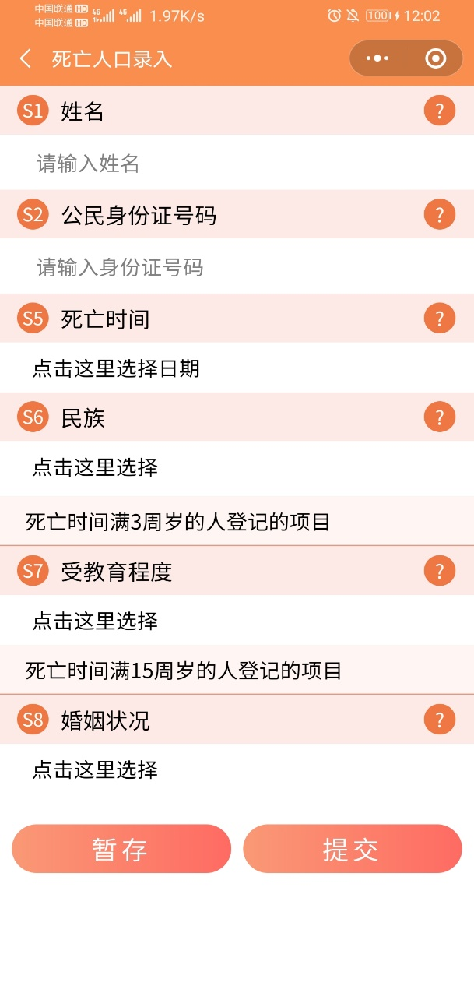 中国联通 HD 4G 4G 1.97K/s 100 12:02
中国联通 HD
死亡人口录入
S1 姓名 ?
请输入姓名
S2 公民身份证号码 ?
请输入身份证号码
S5 死亡时间 ?
点击这里选择日期
S6 民族 ?
点击这里选择
死亡时间满3周岁的人登记的项目
S7 受教育程度 ?
点击这里选择
死亡时间满15周岁的人登记的项目
S8 婚姻状况 ?
点击这里选择
暂存 提交